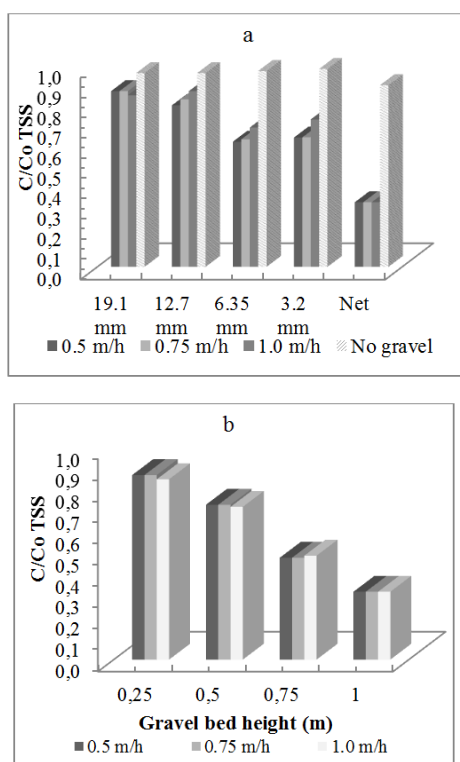 a
C/Co TSS
1,0
0,9
0,8
0,7
0,6
0,5
0,4
0,3
0,2
0,1
0,0
19.1 mm
12.7 mm
6.35 mm
3.2 mm
Net
0.5 m/h 0.75 m/h 1.0 m/h No gravel
b
C/Co TSS
1,0
0,9
0,8
0,7
0,6
0,5
0,4
0,3
0,2
0,1
0,0
0,25 0,5 0,75 1
Gravel bed height (m)
0.5 m/h 0.75 m/h 1.0 m/h